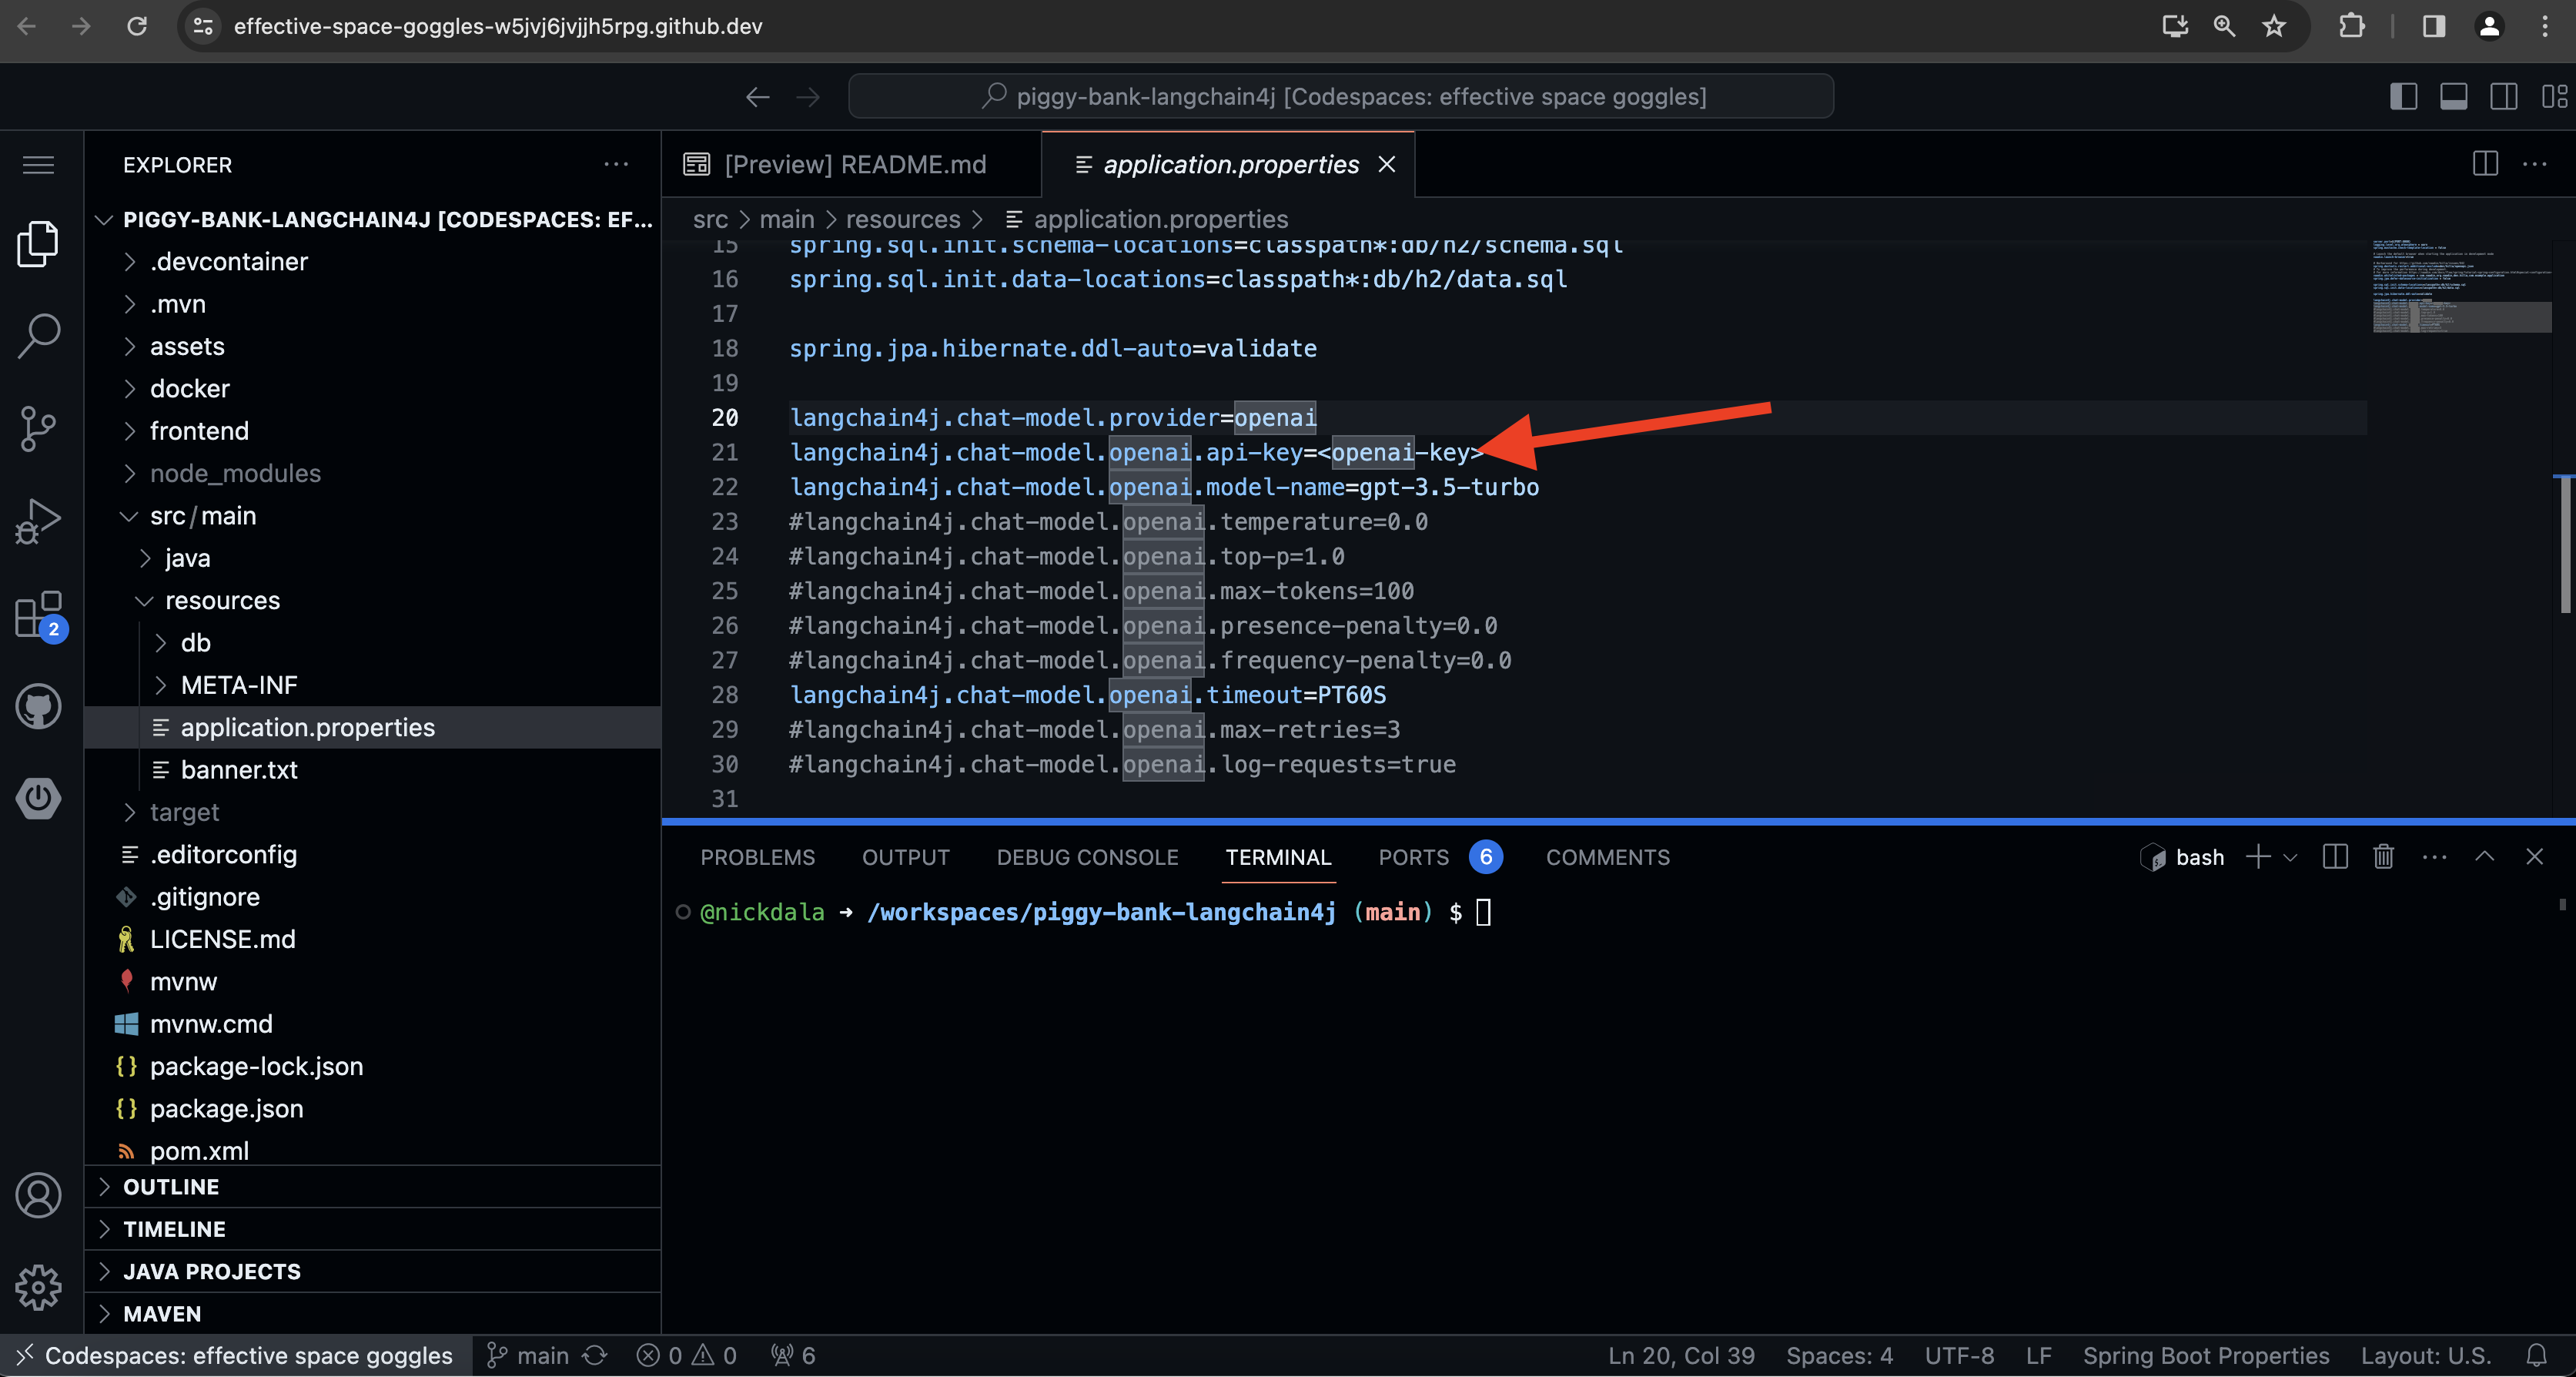 effective-space-goggles-w5jvj6jvjjh5rpg.github.dev
piggy-bank-langchain4j [Codespaces: effective space goggles]
EXPLORER
PIGGY-BANK-LANGCHAIN4J [CODESPACES: EF...
.devcontainer
.mvn
assets
docker
frontend
node_modules
src/main
java
resources
db
META-INF
application.properties
banner.txt
target
.editorconfig
.gitignore
LICENSE.md
mvnw
mvnw.cmd
package-lock.json
package.json
pom.xml
OUTLINE
TIMELINE
JAVA PROJECTS
MAVEN
2
[Preview] README.md
application.properties
src > main > resources > application.properties
15 spring.sql.init.schema-locations=classpath*:db/h2/schema.sql
16 spring.sql.init.data-locations=classpath*:db/h2/data.sql
17
18 spring.jpa.hibernate.ddl-auto=validate
19
20 langchain4j.chat-model.provider=openai
21 langchain4j.chat-model.openai.api-key=<openai-key>
22 langchain4j.chat-model.openai.model-name=gpt-3.5-turbo
23 #langchain4j.chat-model.openai.temperature=0.0
24 #langchain4j.chat-model.openai.top-p=1.0
25 #langchain4j.chat-model.openai.max-tokens=100
26 #langchain4j.chat-model.openai.presence-penalty=0.0
27 #langchain4j.chat-model.openai.frequency-penalty=0.0
28 langchain4j.chat-model.openai.timeout=PT60S
29 #langchain4j.chat-model.openai.max-retries=3
30 #langchain4j.chat-model.openai.log-requests=true
31
PROBLEMS OUTPUT DEBUG CONSOLE TERMINAL PORTS 6 COMMENTS
bash
@nickdala ➜ /workspaces/piggy-bank-langchain4j (main) $
Codespaces: effective space goggles main 0 0 6
Ln 20, Col 39 Spaces: 4 UTF-8 LF Spring Boot Properties Layout: U.S.